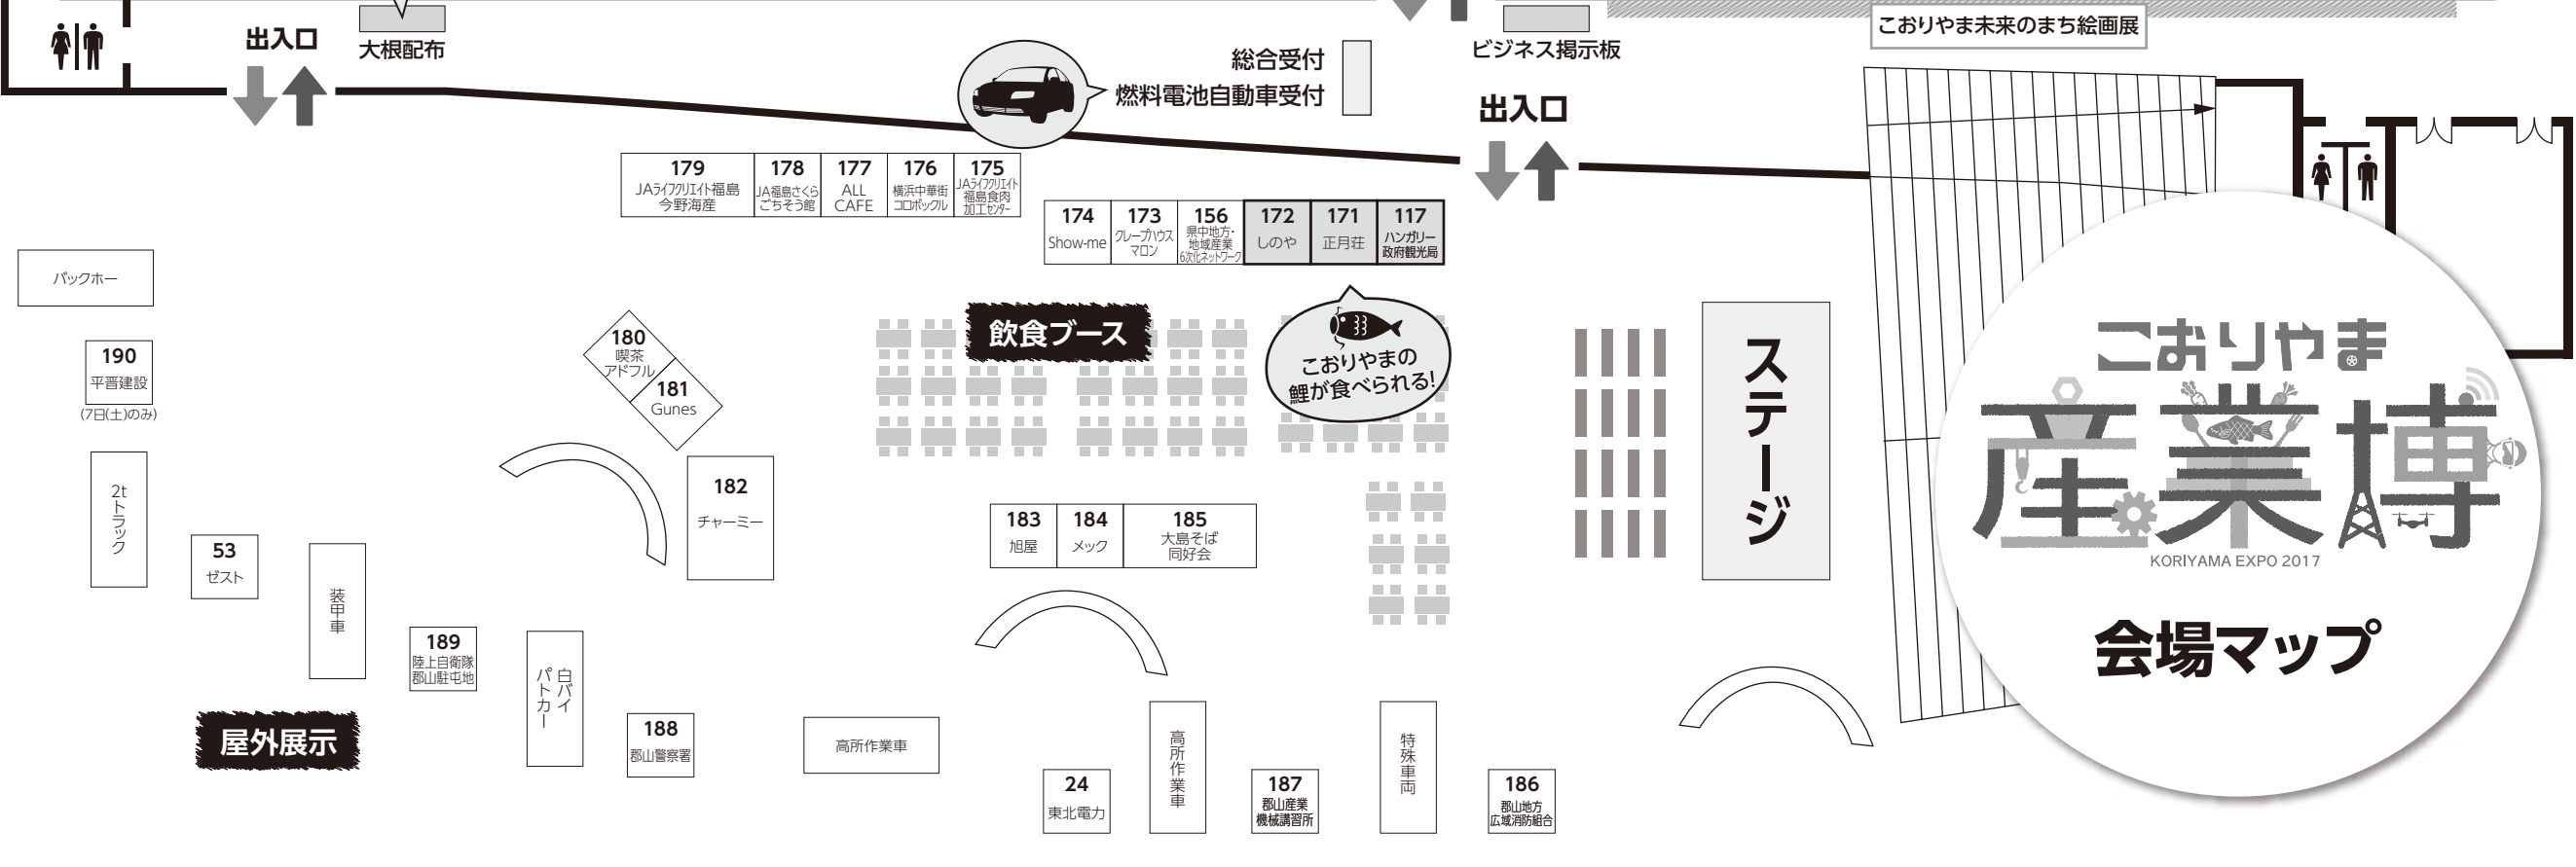 出入口
大根配布
総合受付
燃料電池自動車受付
ビジネス掲示板
出入口
こおりやま未来のまち絵画展
179
JAライフクリエイト福島
今野海産
178
JA福島さくら
ごちそう館
177
ALL
CAFE
176
横浜中華街
コロボックル
175
JAライフクリエイト
福島食肉
加工センター
174
Show-me
173
クレープハウス
マロン
156
県中地方・
地域産業
6次化ネットワーク
172
しのや
171
正月荘
117
ハンガリー
政府観光局
バックホー
190
平晋建設
(7日(土)のみ)
180
喫茶
アドフル
181
Gunes
飲食ブース
こおりやまの
鯉が食べられる!
ステージ
2tトラック
53
ゼスト
装甲車
189
陸上自衛隊
郡山駐屯地
白バイ
パトカー
188
郡山警察署
182
チャーミー
183
旭屋
184
メック
185
大島そば
同好会
屋外展示
高所作業車
24
東北電力
高所作業車
187
郡山産業
機械講習所
特殊車両
186
郡山地方
広域消防組合
こおりやま
産業博
KORIYAMA EXPO 2017
会場マップ